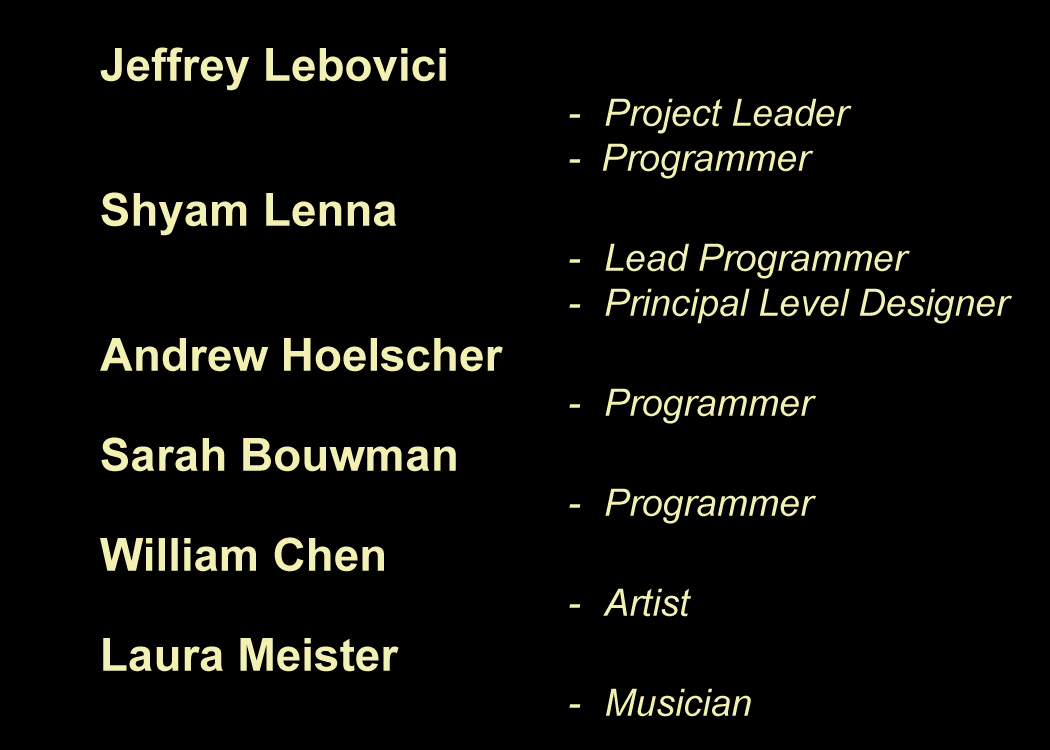 Jeffrey Lebovici
- Project Leader
- Programmer
Shyam Lenna
- Lead Programmer
- Principal Level Designer
Andrew Hoelscher
- Programmer
Sarah Bouwman
- Programmer
William Chen
- Artist
Laura Meister
- Musician